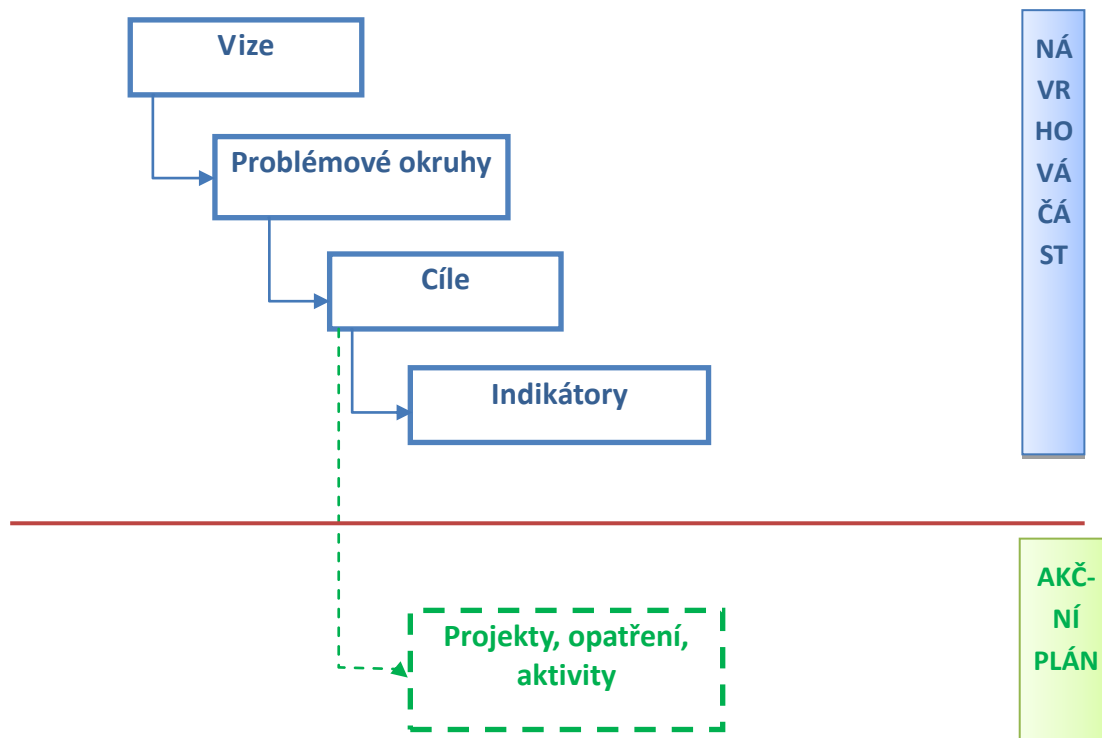 Vize
Problémové okruhy
Cíle
Indikátory
NÁ
VR
HO
VÁ
ČÁ
ST
Projekty, opatření,
aktivity
AKČ-
NÍ
PLÁN